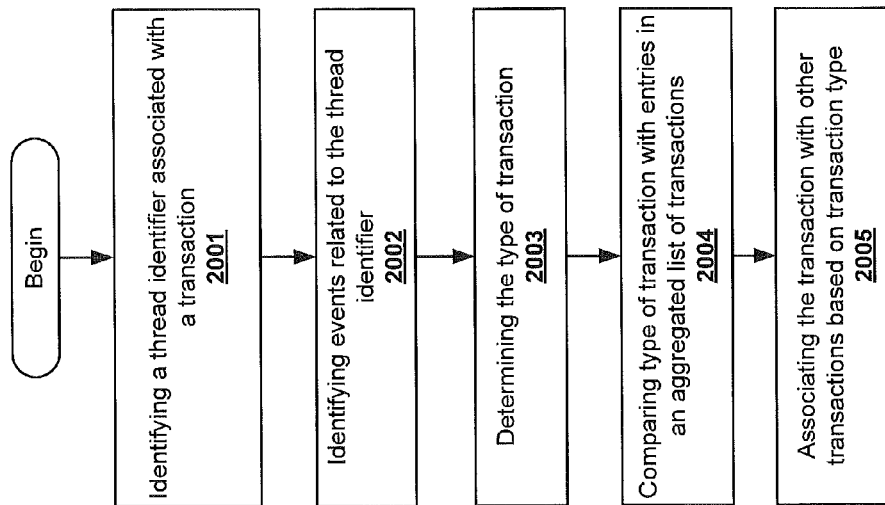 Begin
Identifying a thread identifier associated with
a transaction
2001
Identifying events related to the thread
identifier
2002
Determining the type of transaction
2003
Comparing type of transaction with entries in
an aggregated list of transactions
2004
Associating the transaction with other
transactions based on transaction type
2005